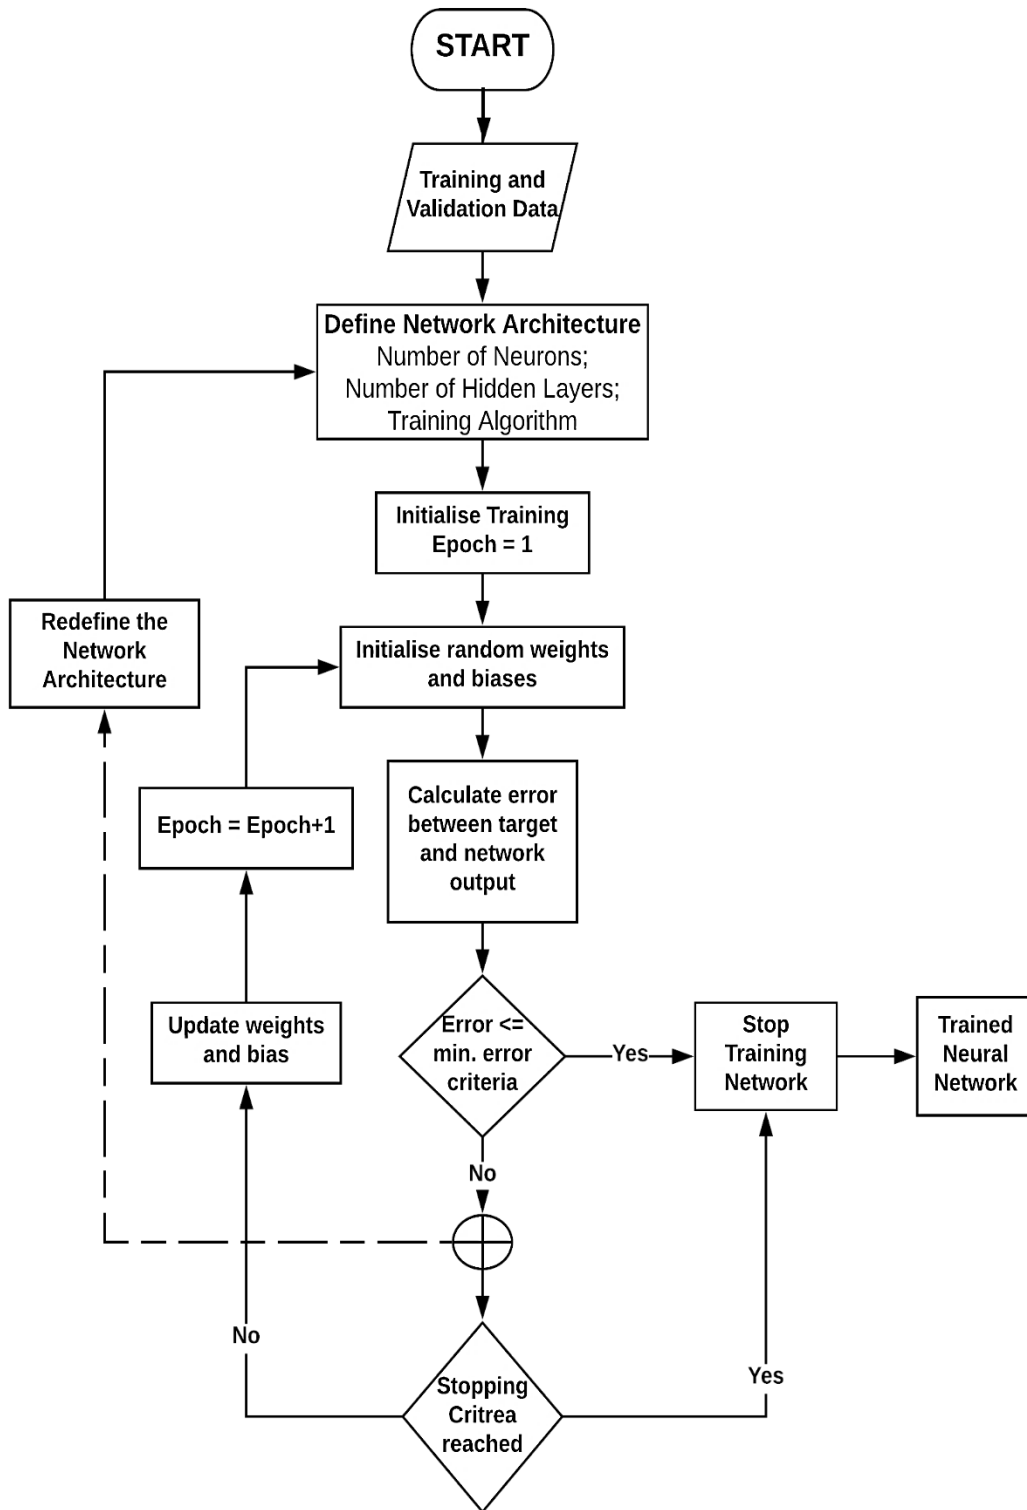 START
Training and
Validation Data
Define Network Architecture
Number of Neurons;
Number of Hidden Layers;
Training Algorithm
Initialise Training
Epoch = 1
Redefine the
Network
Architecture
Initialise random weights
and biases
Epoch = Epoch+1
Calculate error
between target
and network
output
Update weights
and bias
Error <=
min. error
criteria
Yes
Stop
Training
Network
Trained
Neural
Network
No
No
Stopping
Critrea
reached
Yes